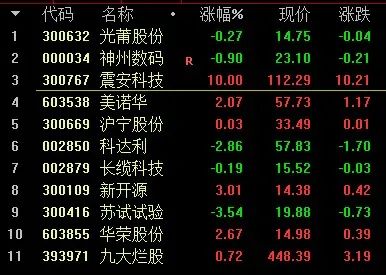 代码 名称 涨幅% 现价 涨跌
1 300632 光莆股份 -0.27 14.75 -0.04
2 000034 神州数码 R -0.90 23.10 -0.21
3 300767 震安科技 10.00 112.29 10.21
4 603538 美诺华 2.07 57.73 1.17
5 300669 沪宁股份 0.03 33.49 0.01
6 002850 科达利 -2.86 57.83 -1.70
7 002879 长缆科技 -0.19 15.52 -0.03
8 300109 新开源 3.01 14.38 0.42
9 300416 苏试试验 -3.54 19.88 -0.73
10 603855 华荣股份 2.67 14.98 0.39
11 393971 九大烂股 0.72 448.39 3.19